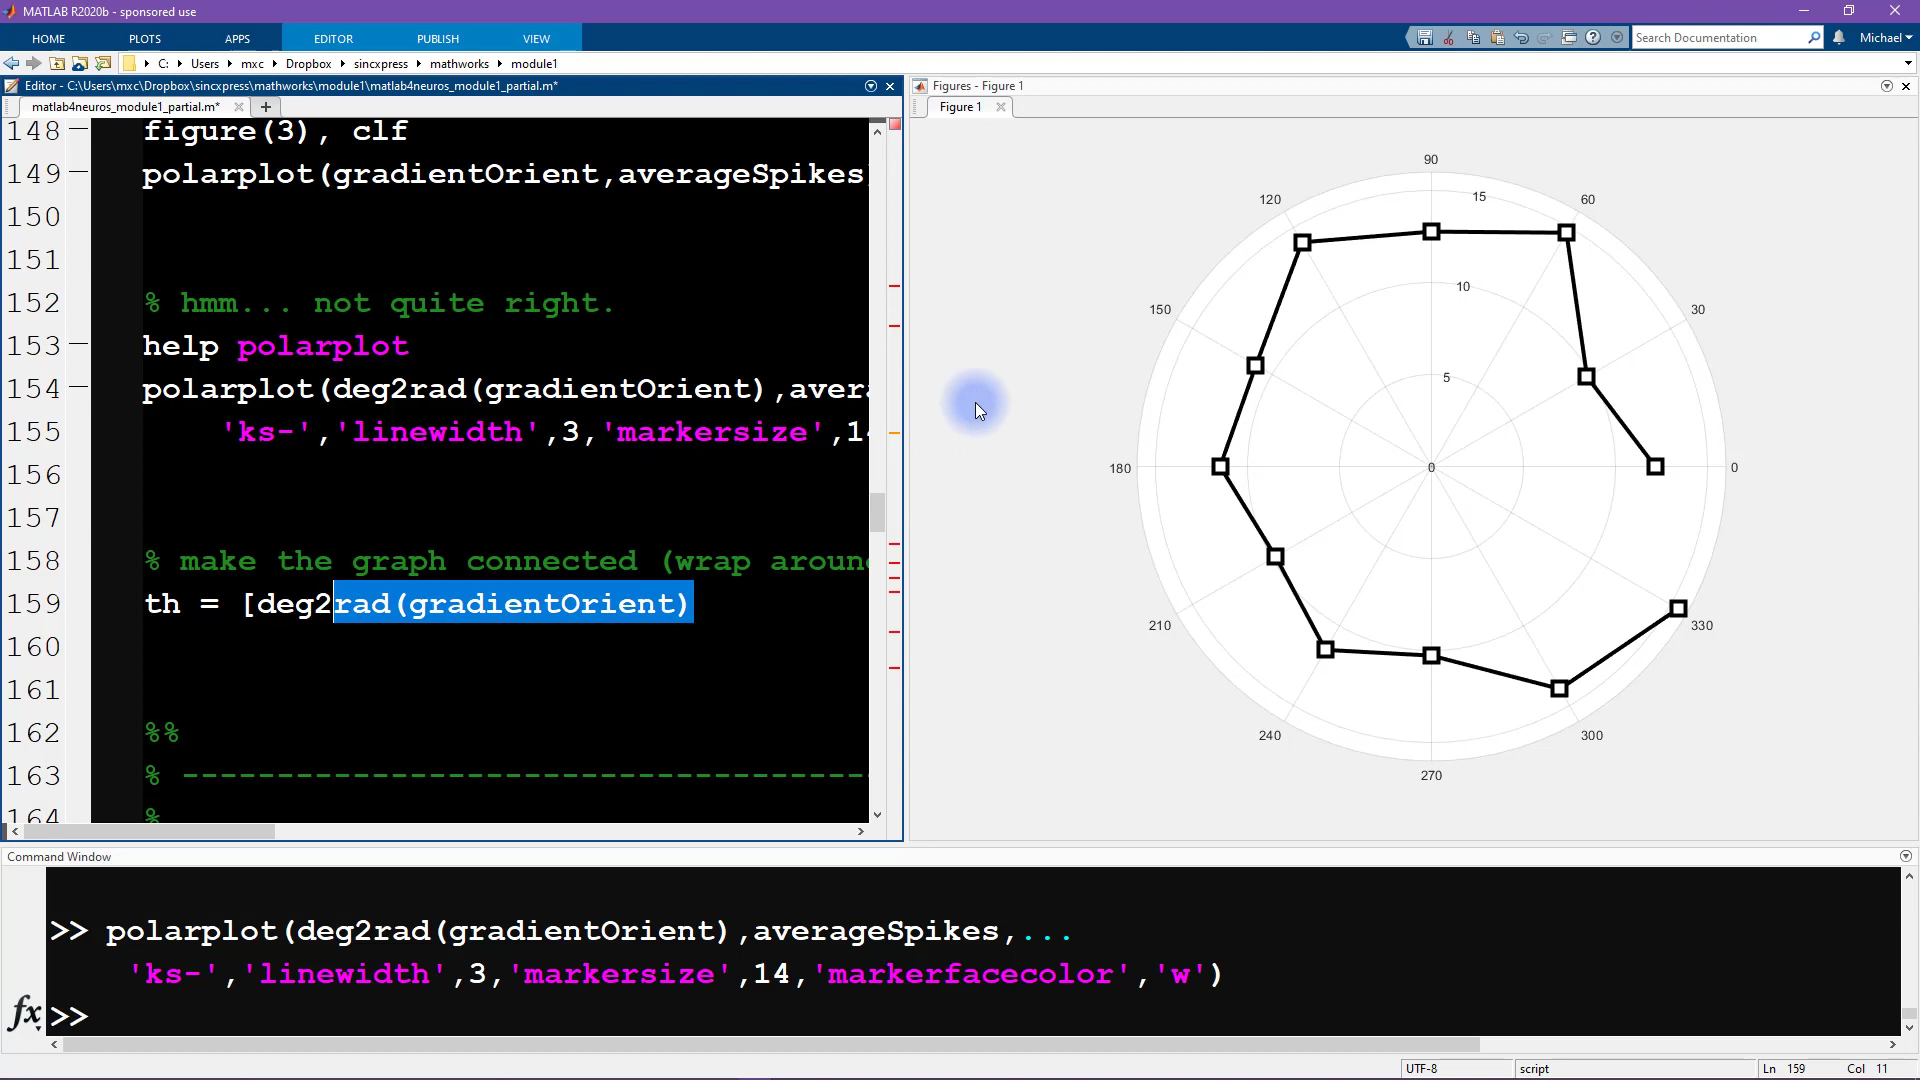 MATLAB R2020b - sponsored use
HOME PLOTS APPS EDITOR PUBLISH VIEW Search Documentation Michael
C: Users mxc Dropbox sincxpress mathworks module1
Editor - C:\Users\mxc\Dropbox\sincxpress\mathworks\module1\matlab4neuros_module1_partial.m*
matlab4neuros_module1_partial.m*
148 figure(3), clf
149 polarplot(gradientOrient,averageSpikes
150
151
152 % hmm... not quite right.
153 help polarplot
154 polarplot(deg2rad(gradientOrient),avera
155 'ks-','linewidth',3,'markersize',14
156
157
158 % make the graph connected (wrap around
159 th = [deg2rad(gradientOrient)
160
161
162 %%
163 % --------------------------------------
164 %
Figures - Figure 1
Figure 1
90
120 15 60
10
150 30
5
180 0 0
210 330
240 300
270
Command Window
>> polarplot(deg2rad(gradientOrient),averageSpikes,...
'ks-','linewidth',3,'markersize',14,'markerfacecolor','w')
fx >>
UTF-8 script Ln 159 Col 11